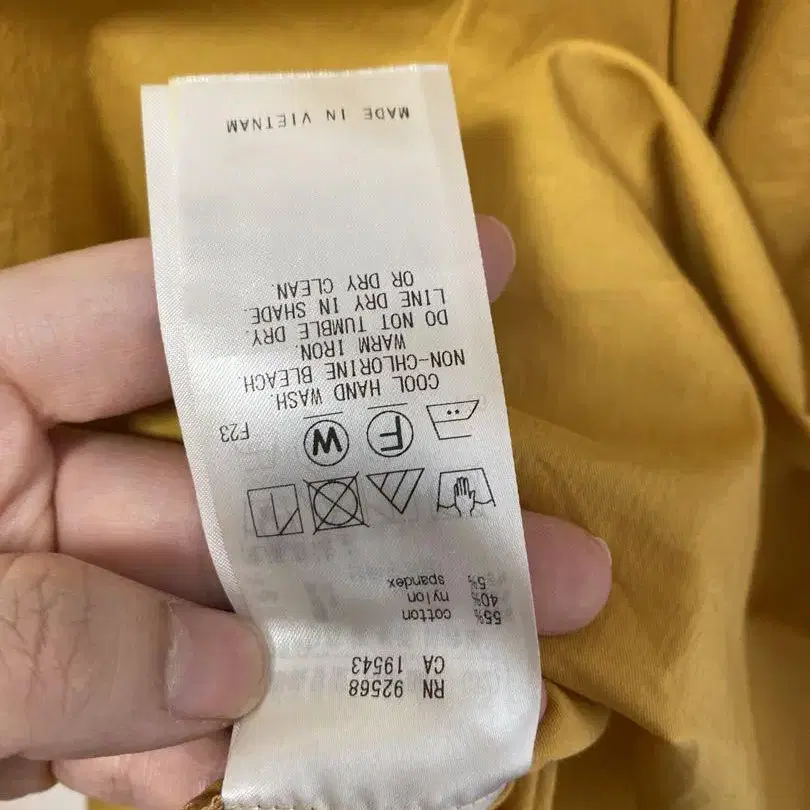 RN 92568
CA 19543
55% cotton
40% nylon
5% spandex
F W F23
COOL HAND WASH.
NON-CHLORINE BLEACH.
WARM IRON.
DO NOT TUMBLE DRY.
LINE DRY IN SHADE.
OR DRY CLEAN.
MADE IN VIETNAM